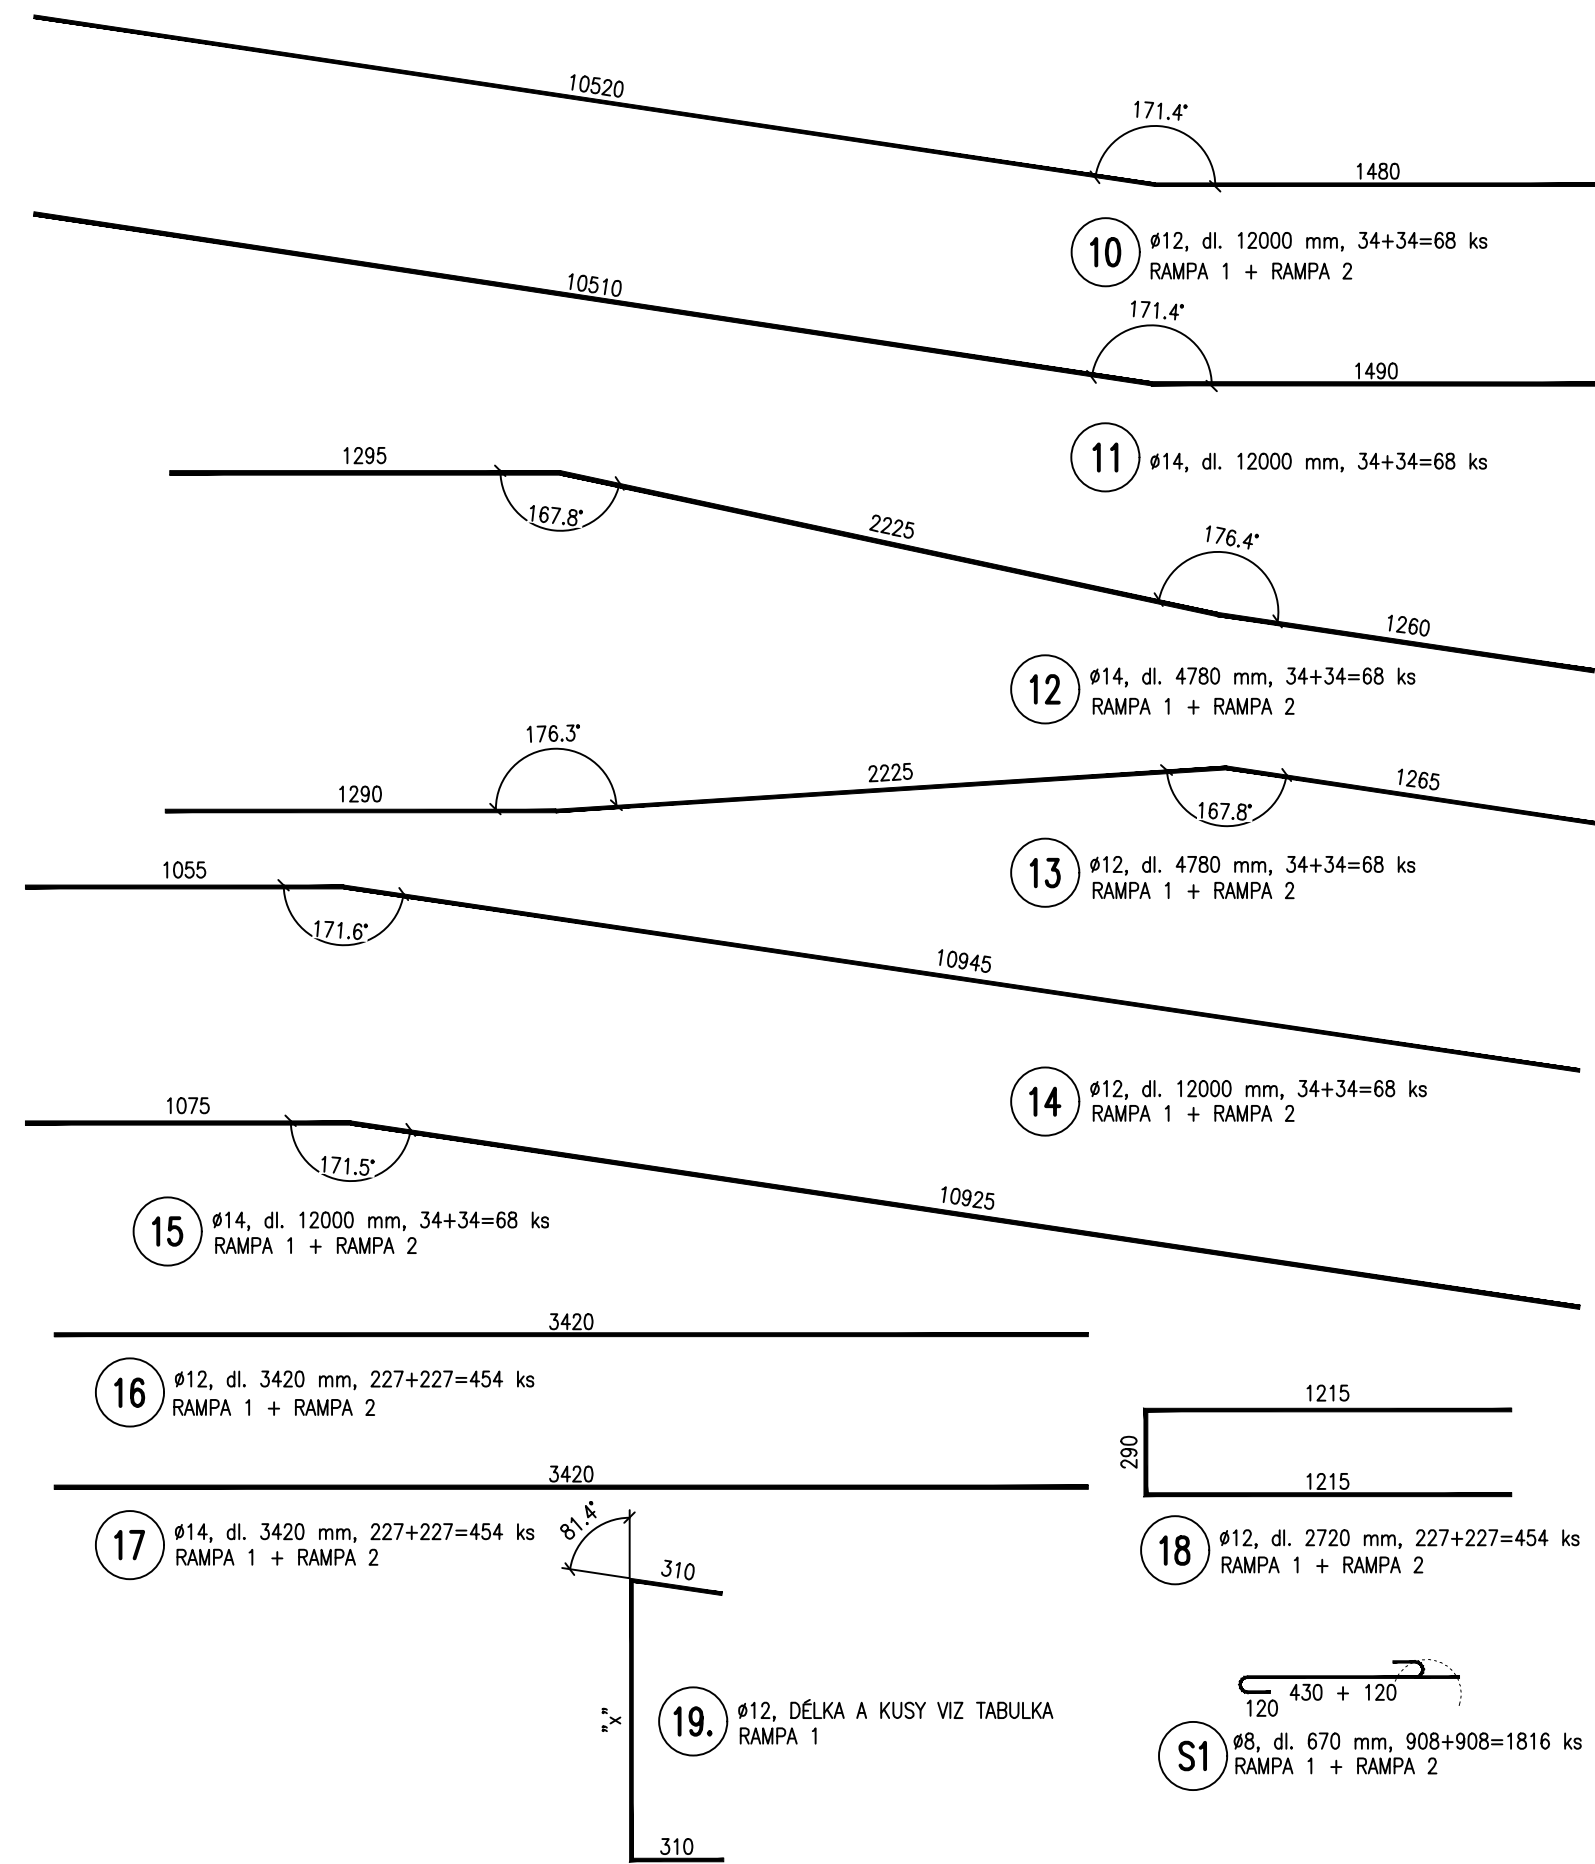 10520
171.4°
1480
10
ø12, dl. 12000 mm, 34+34=68 ks
RAMPA 1 + RAMPA 2
10510
171.4°
1490
11
ø14, dl. 12000 mm, 34+34=68 ks
1295
167.8°
2225
176.4°
1260
12
ø14, dl. 4780 mm, 34+34=68 ks
RAMPA 1 + RAMPA 2
1290
176.3°
2225
167.8°
1265
13
ø12, dl. 4780 mm, 34+34=68 ks
RAMPA 1 + RAMPA 2
1055
171.6°
10945
14
ø12, dl. 12000 mm, 34+34=68 ks
RAMPA 1 + RAMPA 2
1075
171.5°
10925
15
ø14, dl. 12000 mm, 34+34=68 ks
RAMPA 1 + RAMPA 2
3420
16
ø12, dl. 3420 mm, 227+227=454 ks
RAMPA 1 + RAMPA 2
3420
17
ø14, dl. 3420 mm, 227+227=454 ks
RAMPA 1 + RAMPA 2
1215
290
1215
18
ø12, dl. 2720 mm, 227+227=454 ks
RAMPA 1 + RAMPA 2
81.4°
310
"x"
310
19.
ø12, DÉLKA A KUSY VIZ TABULKA
RAMPA 1
430 + 120
120
S1
ø8, dl. 670 mm, 908+908=1816 ks
RAMPA 1 + RAMPA 2